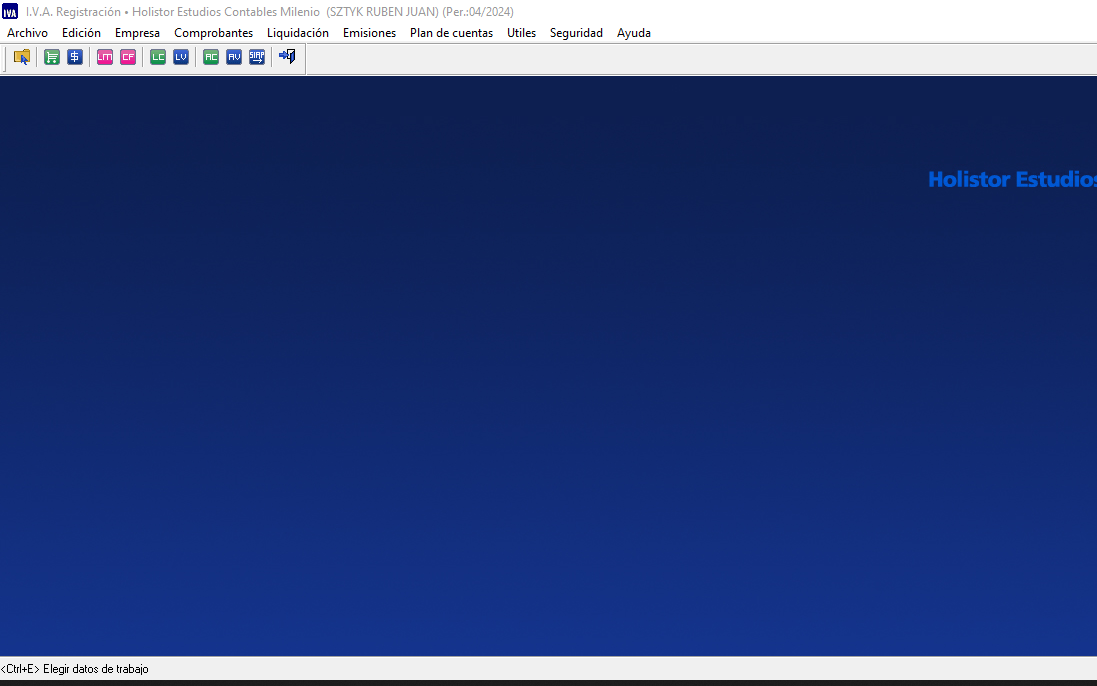 IVA I.V.A. Registración • Holistor Estudios Contables Milenio (SZTYK RUBEN JUAN) (Per.:04/2024)
Archivo Edición Empresa Comprobantes Liquidación Emisiones Plan de cuentas Utiles Seguridad Ayuda
$ LM CF LC LV AC AV SIAP
Holistor Estudios
<Ctrl+E> Elegir datos de trabajo